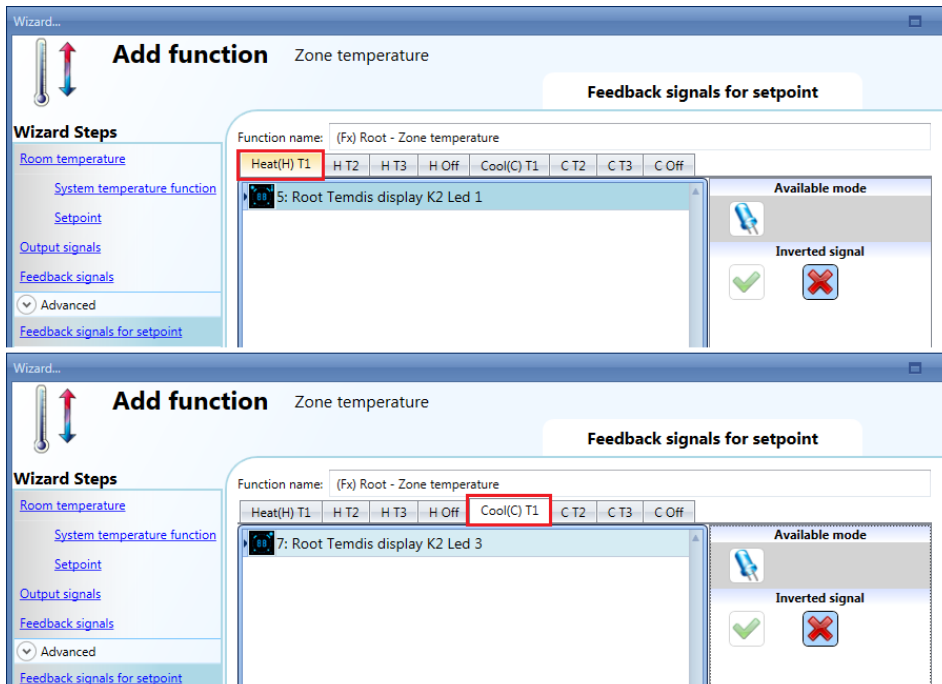 Wizard...
Add function Zone temperature
Feedback signals for setpoint
Wizard Steps
Function name: (Fx) Root - Zone temperature
Room temperature
Heat(H) T1 H T2 H T3 H Off Cool(C) T1 C T2 C T3 C Off
System temperature function
5: Root Temdis display K2 Led 1
Available mode
Setpoint
Output signals
Inverted signal
Feedback signals
Advanced
Feedback signals for setpoint
Wizard...
Add function Zone temperature
Feedback signals for setpoint
Wizard Steps
Function name: (Fx) Root - Zone temperature
Room temperature
Heat(H) T1 H T2 H T3 H Off Cool(C) T1 C T2 C T3 C Off
System temperature function
7: Root Temdis display K2 Led 3
Available mode
Setpoint
Output signals
Inverted signal
Feedback signals
Advanced
Feedback signals for setpoint